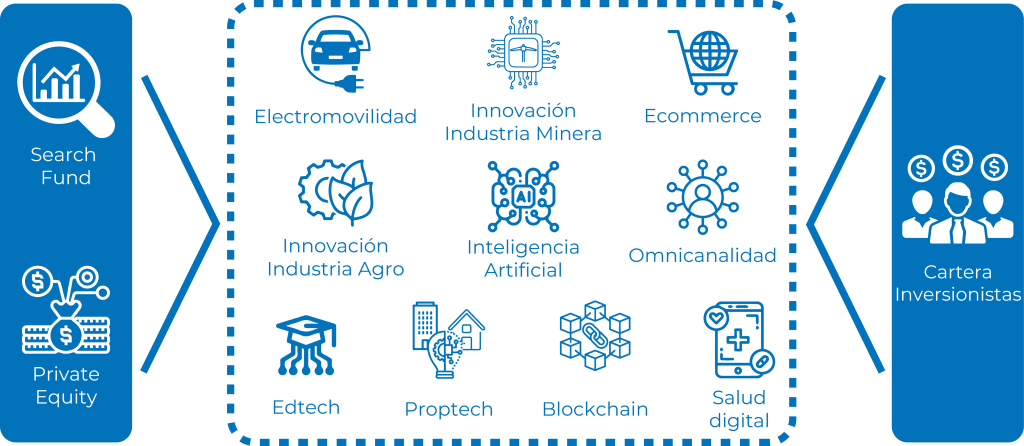 Search
Fund
Private
Equity
Electromovilidad
Innovación
Industria Minera
Ecommerce
Innovación
Industria Agro
AI
Inteligencia
Artificial
Omnicanalidad
Edtech
Proptech
Blockchain
Salud
digital
$
$
$
$
$
Cartera
Inversionistas